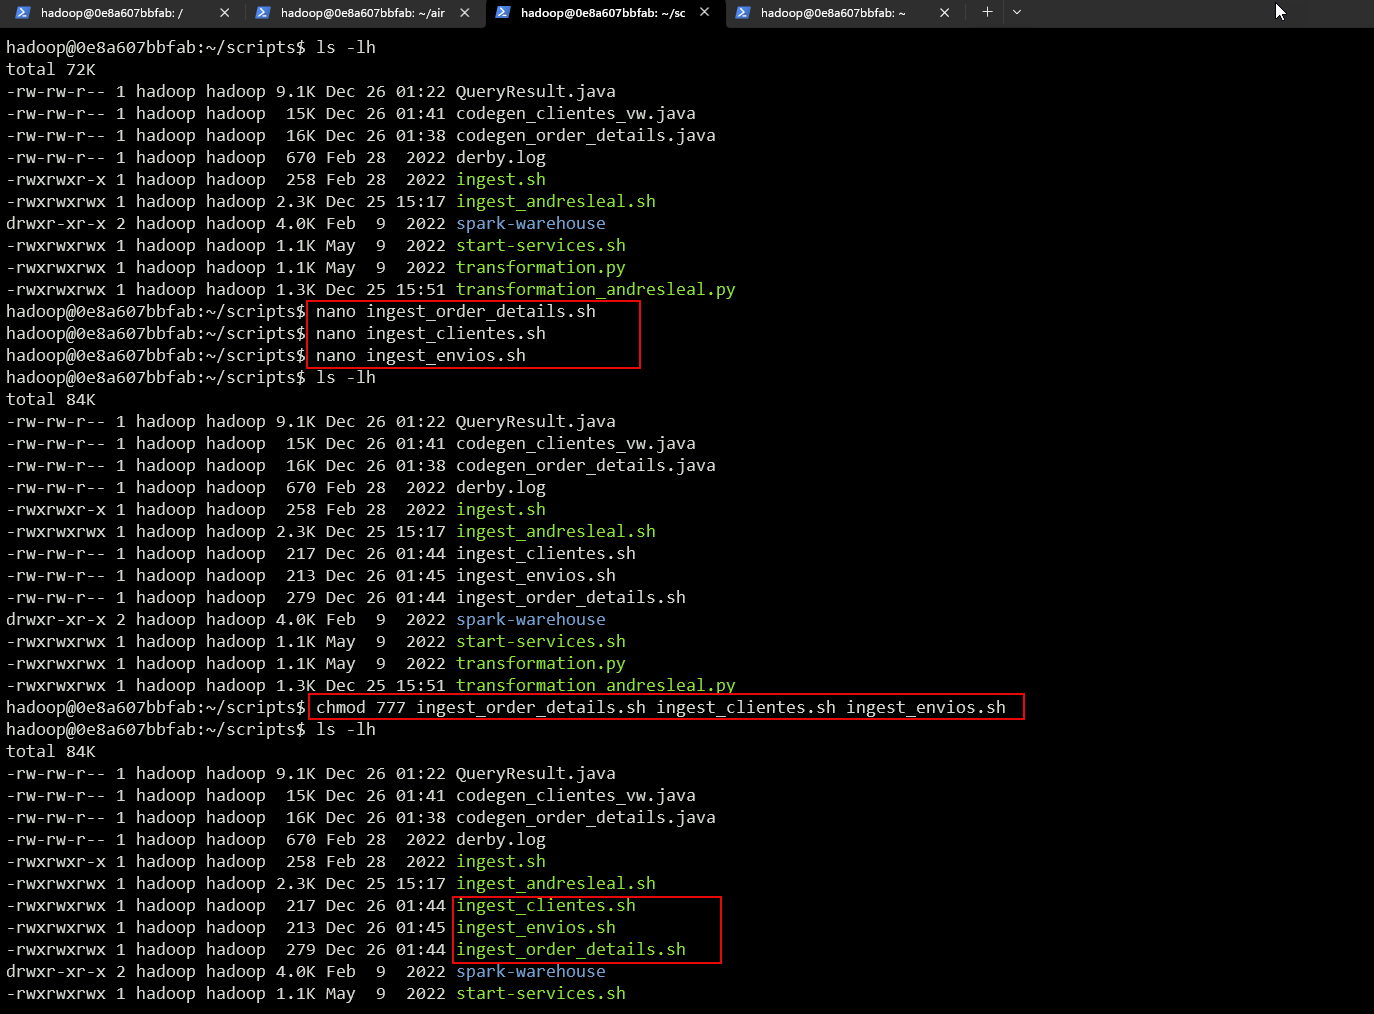 hadoop@0e8a607bbfab: /
hadoop@0e8a607bbfab: ~/air
hadoop@0e8a607bbfab: ~/sc
hadoop@0e8a607bbfab: ~
hadoop@0e8a607bbfab:~/scripts$ ls -lh
total 72K
-rw-rw-r-- 1 hadoop hadoop 9.1K Dec 26 01:22 QueryResult.java
-rw-rw-r-- 1 hadoop hadoop  15K Dec 26 01:41 codegen_clientes_vw.java
-rw-rw-r-- 1 hadoop hadoop  16K Dec 26 01:38 codegen_order_details.java
-rw-rw-r-- 1 hadoop hadoop  670 Feb 28  2022 derby.log
-rwxrwxr-x 1 hadoop hadoop  258 Feb 28  2022 ingest.sh
-rwxrwxrwx 1 hadoop hadoop 2.3K Dec 25 15:17 ingest_andresleal.sh
drwxr-xr-x 2 hadoop hadoop 4.0K Feb  9  2022 spark-warehouse
-rwxrwxrwx 1 hadoop hadoop 1.1K May  9  2022 start-services.sh
-rwxrwxrwx 1 hadoop hadoop 1.1K May  9  2022 transformation.py
-rwxrwxrwx 1 hadoop hadoop 1.3K Dec 25 15:51 transformation_andresleal.py
hadoop@0e8a607bbfab:~/scripts$ nano ingest_order_details.sh
hadoop@0e8a607bbfab:~/scripts$ nano ingest_clientes.sh
hadoop@0e8a607bbfab:~/scripts$ nano ingest_envios.sh
hadoop@0e8a607bbfab:~/scripts$ ls -lh
total 84K
-rw-rw-r-- 1 hadoop hadoop 9.1K Dec 26 01:22 QueryResult.java
-rw-rw-r-- 1 hadoop hadoop  15K Dec 26 01:41 codegen_clientes_vw.java
-rw-rw-r-- 1 hadoop hadoop  16K Dec 26 01:38 codegen_order_details.java
-rw-rw-r-- 1 hadoop hadoop  670 Feb 28  2022 derby.log
-rwxrwxr-x 1 hadoop hadoop  258 Feb 28  2022 ingest.sh
-rwxrwxrwx 1 hadoop hadoop 2.3K Dec 25 15:17 ingest_andresleal.sh
-rw-rw-r-- 1 hadoop hadoop  217 Dec 26 01:44 ingest_clientes.sh
-rw-rw-r-- 1 hadoop hadoop  213 Dec 26 01:45 ingest_envios.sh
-rw-rw-r-- 1 hadoop hadoop  279 Dec 26 01:44 ingest_order_details.sh
drwxr-xr-x 2 hadoop hadoop 4.0K Feb  9  2022 spark-warehouse
-rwxrwxrwx 1 hadoop hadoop 1.1K May  9  2022 start-services.sh
-rwxrwxrwx 1 hadoop hadoop 1.1K May  9  2022 transformation.py
-rwxrwxrwx 1 hadoop hadoop 1.3K Dec 25 15:51 transformation_andresleal.py
hadoop@0e8a607bbfab:~/scripts$ chmod 777 ingest_order_details.sh ingest_clientes.sh ingest_envios.sh
hadoop@0e8a607bbfab:~/scripts$ ls -lh
total 84K
-rw-rw-r-- 1 hadoop hadoop 9.1K Dec 26 01:22 QueryResult.java
-rw-rw-r-- 1 hadoop hadoop  15K Dec 26 01:41 codegen_clientes_vw.java
-rw-rw-r-- 1 hadoop hadoop  16K Dec 26 01:38 codegen_order_details.java
-rw-rw-r-- 1 hadoop hadoop  670 Feb 28  2022 derby.log
-rwxrwxr-x 1 hadoop hadoop  258 Feb 28  2022 ingest.sh
-rwxrwxrwx 1 hadoop hadoop 2.3K Dec 25 15:17 ingest_andresleal.sh
-rwxrwxrwx 1 hadoop hadoop  217 Dec 26 01:44 ingest_clientes.sh
-rwxrwxrwx 1 hadoop hadoop  213 Dec 26 01:45 ingest_envios.sh
-rwxrwxrwx 1 hadoop hadoop  279 Dec 26 01:44 ingest_order_details.sh
drwxr-xr-x 2 hadoop hadoop 4.0K Feb  9  2022 spark-warehouse
-rwxrwxrwx 1 hadoop hadoop 1.1K May  9  2022 start-services.sh